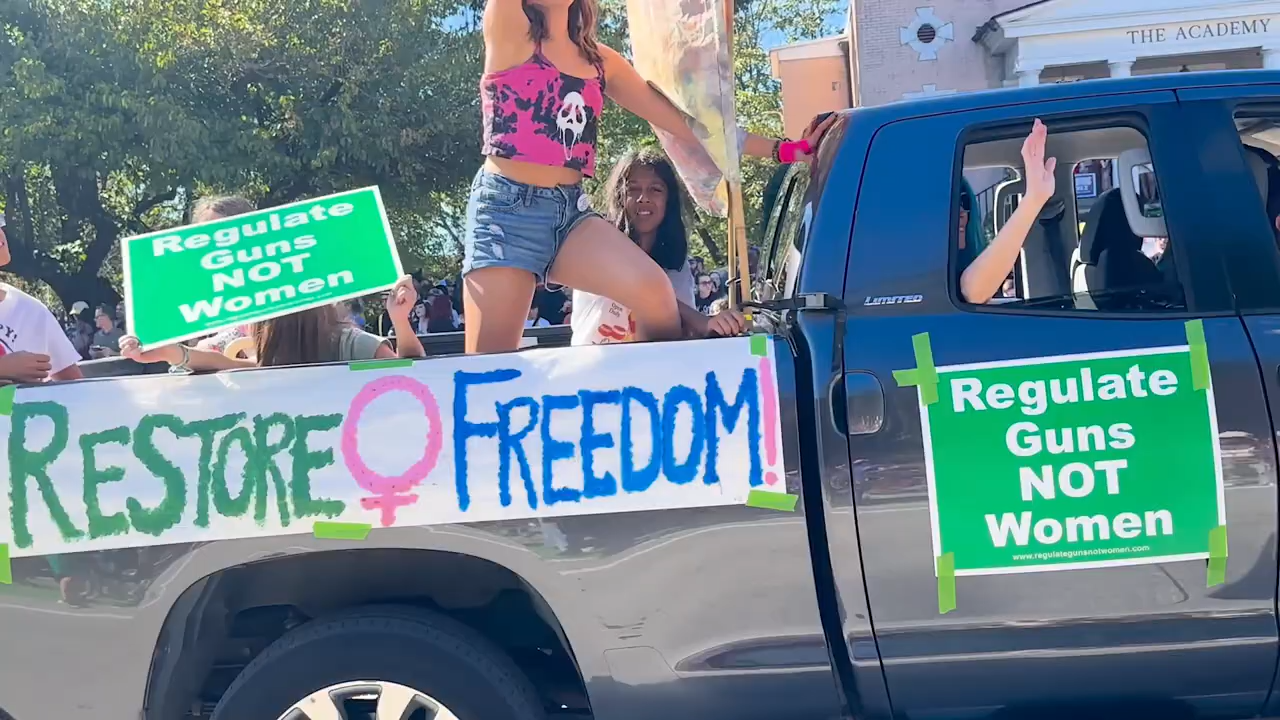 THE ACADEMY
Regulate
Guns
NOT
Women
LIMITED
RESTORE FREEDOM!
Regulate
Guns
NOT
Women
www.regulategunsnotwomen.com